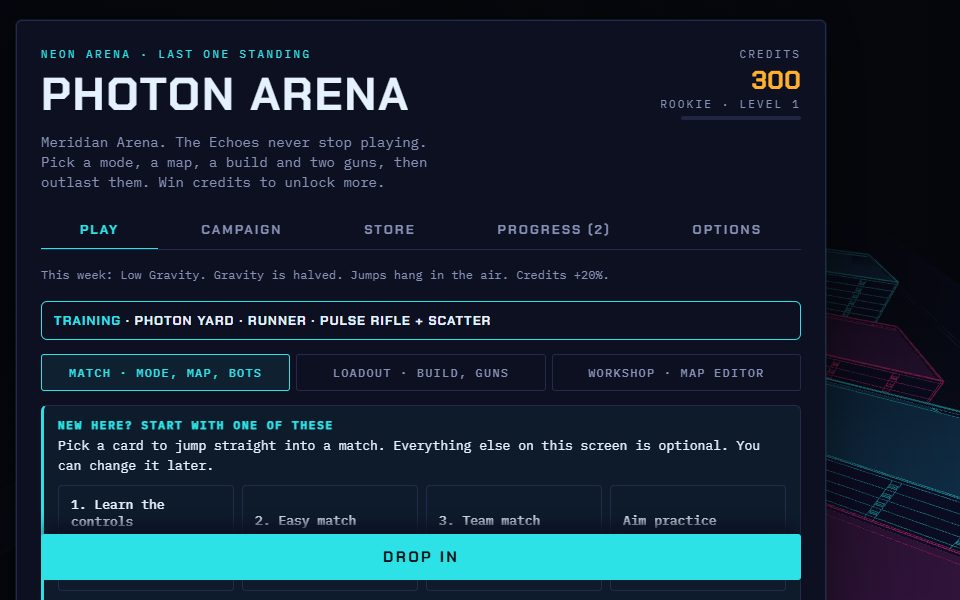 NEON ARENA · LAST ONE STANDING
CREDITS
PHOTON ARENA
300
ROOKIE · LEVEL 1
Meridian Arena. The Echoes never stop playing.
Pick a mode, a map, a build and two guns, then
outlast them. Win credits to unlock more.
PLAY CAMPAIGN STORE PROGRESS (2) OPTIONS
This week: Low Gravity. Gravity is halved. Jumps hang in the air. Credits +20%.
TRAINING · PHOTON YARD · RUNNER · PULSE RIFLE + SCATTER
MATCH · MODE, MAP, BOTS LOADOUT · BUILD, GUNS WORKSHOP · MAP EDITOR
NEW HERE? START WITH ONE OF THESE
Pick a card to jump straight into a match. Everything else on this screen is optional. You
can change it later.
1. Learn the
controls
2. Easy match
3. Team match
Aim practice
DROP IN